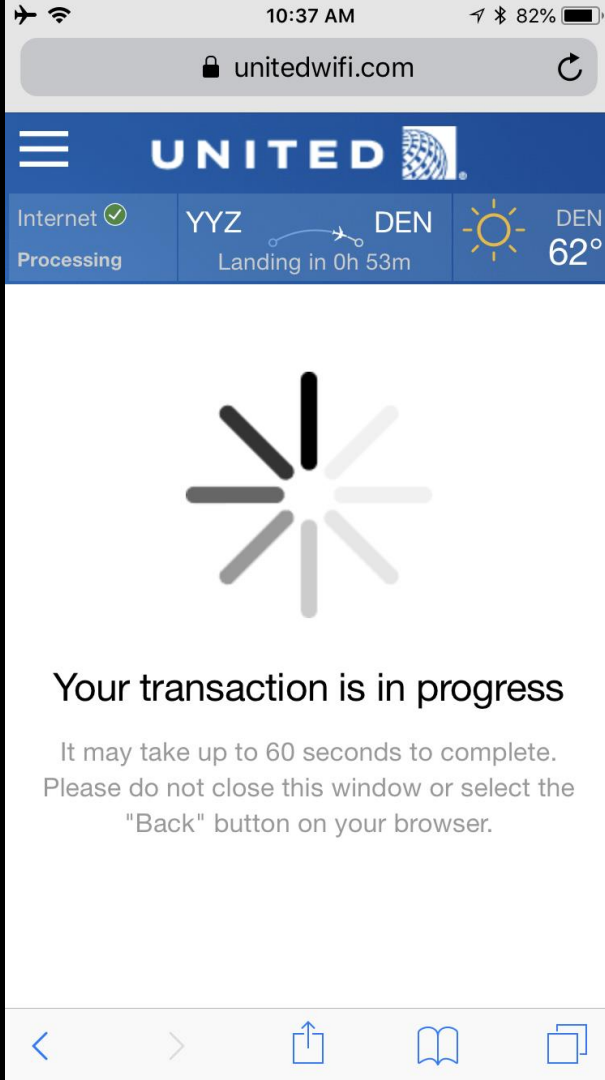 10:37 AM
82%
unitedwifi.com
UNITED
Internet
Processing
YYZ DEN
Landing in 0h 53m
DEN
62°
Your transaction is in progress
It may take up to 60 seconds to complete.
Please do not close this window or select the
"Back" button on your browser.